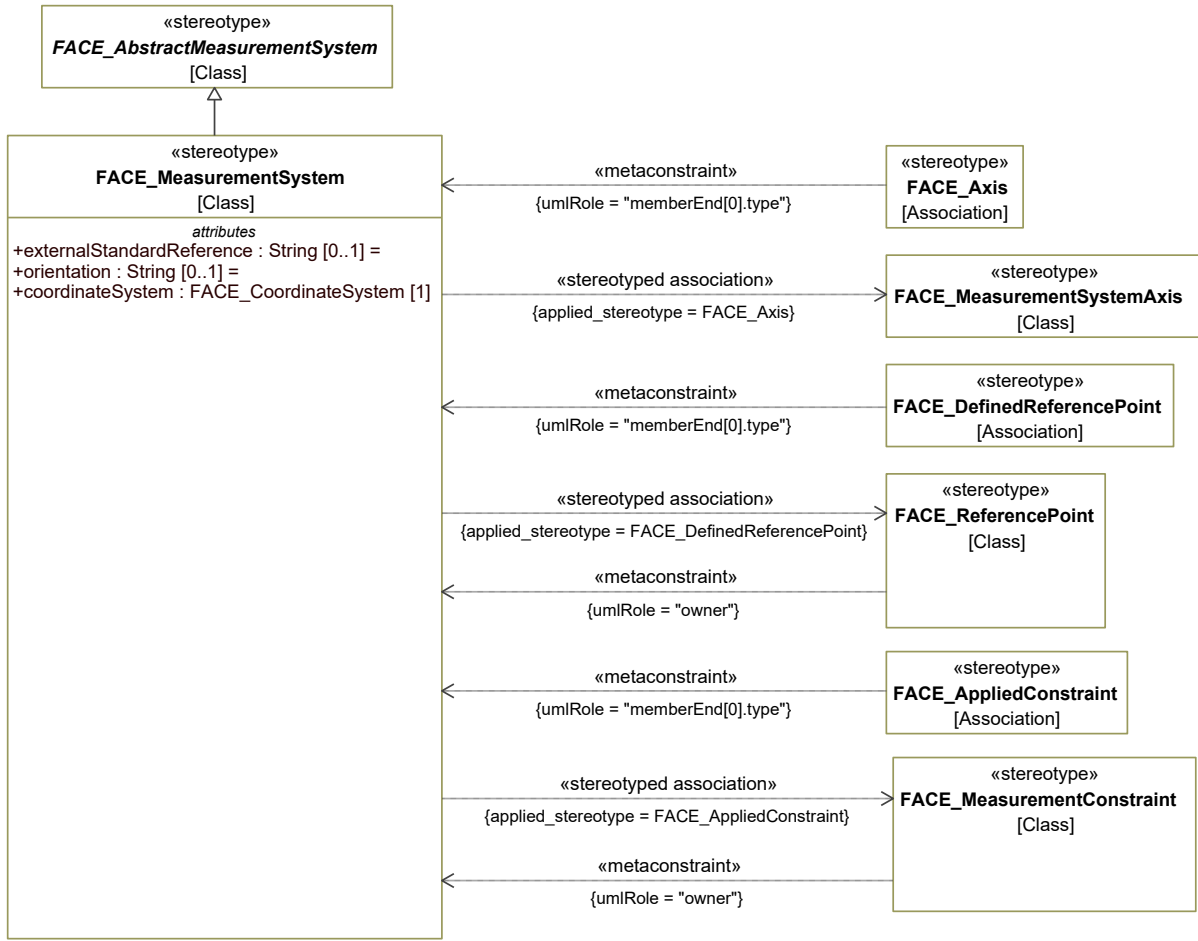 «stereotype»
FACE_AbstractMeasurementSystem
[Class]
«stereotype»
FACE_MeasurementSystem
[Class]
attributes
+externalStandardReference : String [0..1] =
+orientation : String [0..1] =
+coordinateSystem : FACE_CoordinateSystem [1]
«metaconstraint»
{umlRole = "memberEnd[0].type"}
«stereotype»
FACE_Axis
[Association]
«stereotyped association»
{applied_stereotype = FACE_Axis}
«stereotype»
FACE_MeasurementSystemAxis
[Class]
«metaconstraint»
{umlRole = "memberEnd[0].type"}
«stereotype»
FACE_DefinedReferencePoint
[Association]
«stereotyped association»
{applied_stereotype = FACE_DefinedReferencePoint}
«stereotype»
FACE_ReferencePoint
[Class]
«metaconstraint»
{umlRole = "owner"}
«metaconstraint»
{umlRole = "memberEnd[0].type"}
«stereotype»
FACE_AppliedConstraint
[Association]
«stereotyped association»
{applied_stereotype = FACE_AppliedConstraint}
«stereotype»
FACE_MeasurementConstraint
[Class]
«metaconstraint»
{umlRole = "owner"}